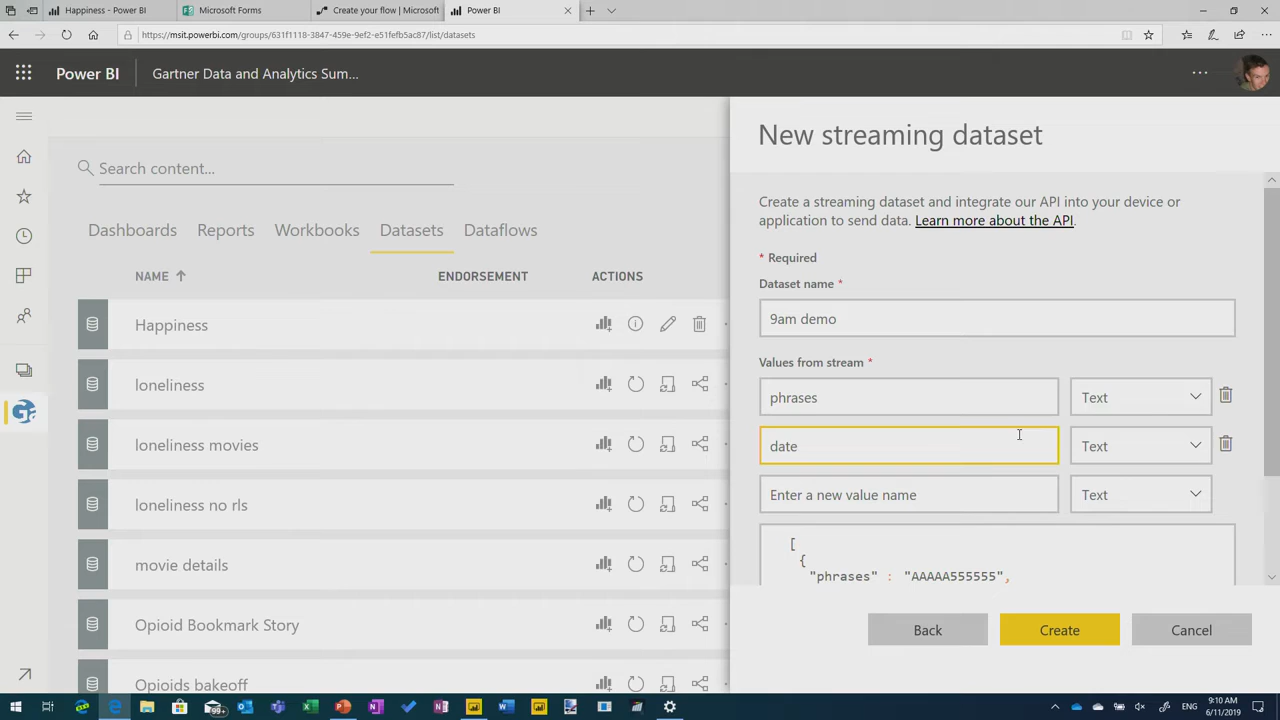 Happiness - Power BI
Microsoft Forms
Create your flow | Microsoft
Power BI
https://msit.powerbi.com/groups/631f1118-3847-459e-9ef2-e51fefb5ac87/list/datasets
Power BI
Gartner Data and Analytics Sum...
New streaming dataset
Search content...
Create a streaming dataset and integrate our API into your device or
application to send data. Learn more about the API.
Dashboards Reports Workbooks Datasets Dataflows
* Required
NAME ENDORSEMENT ACTIONS
Dataset name *
9am demo
Happiness
Values from stream *
loneliness
phrases Text
loneliness movies
date Text
Enter a new value name Text
loneliness no rls
[
{
"phrases" : "AAAAA555555",
movie details
Opioid Bookmark Story
Back Create Cancel
Opioids bakeoff
99+
ENG
9:10 AM
6/11/2019